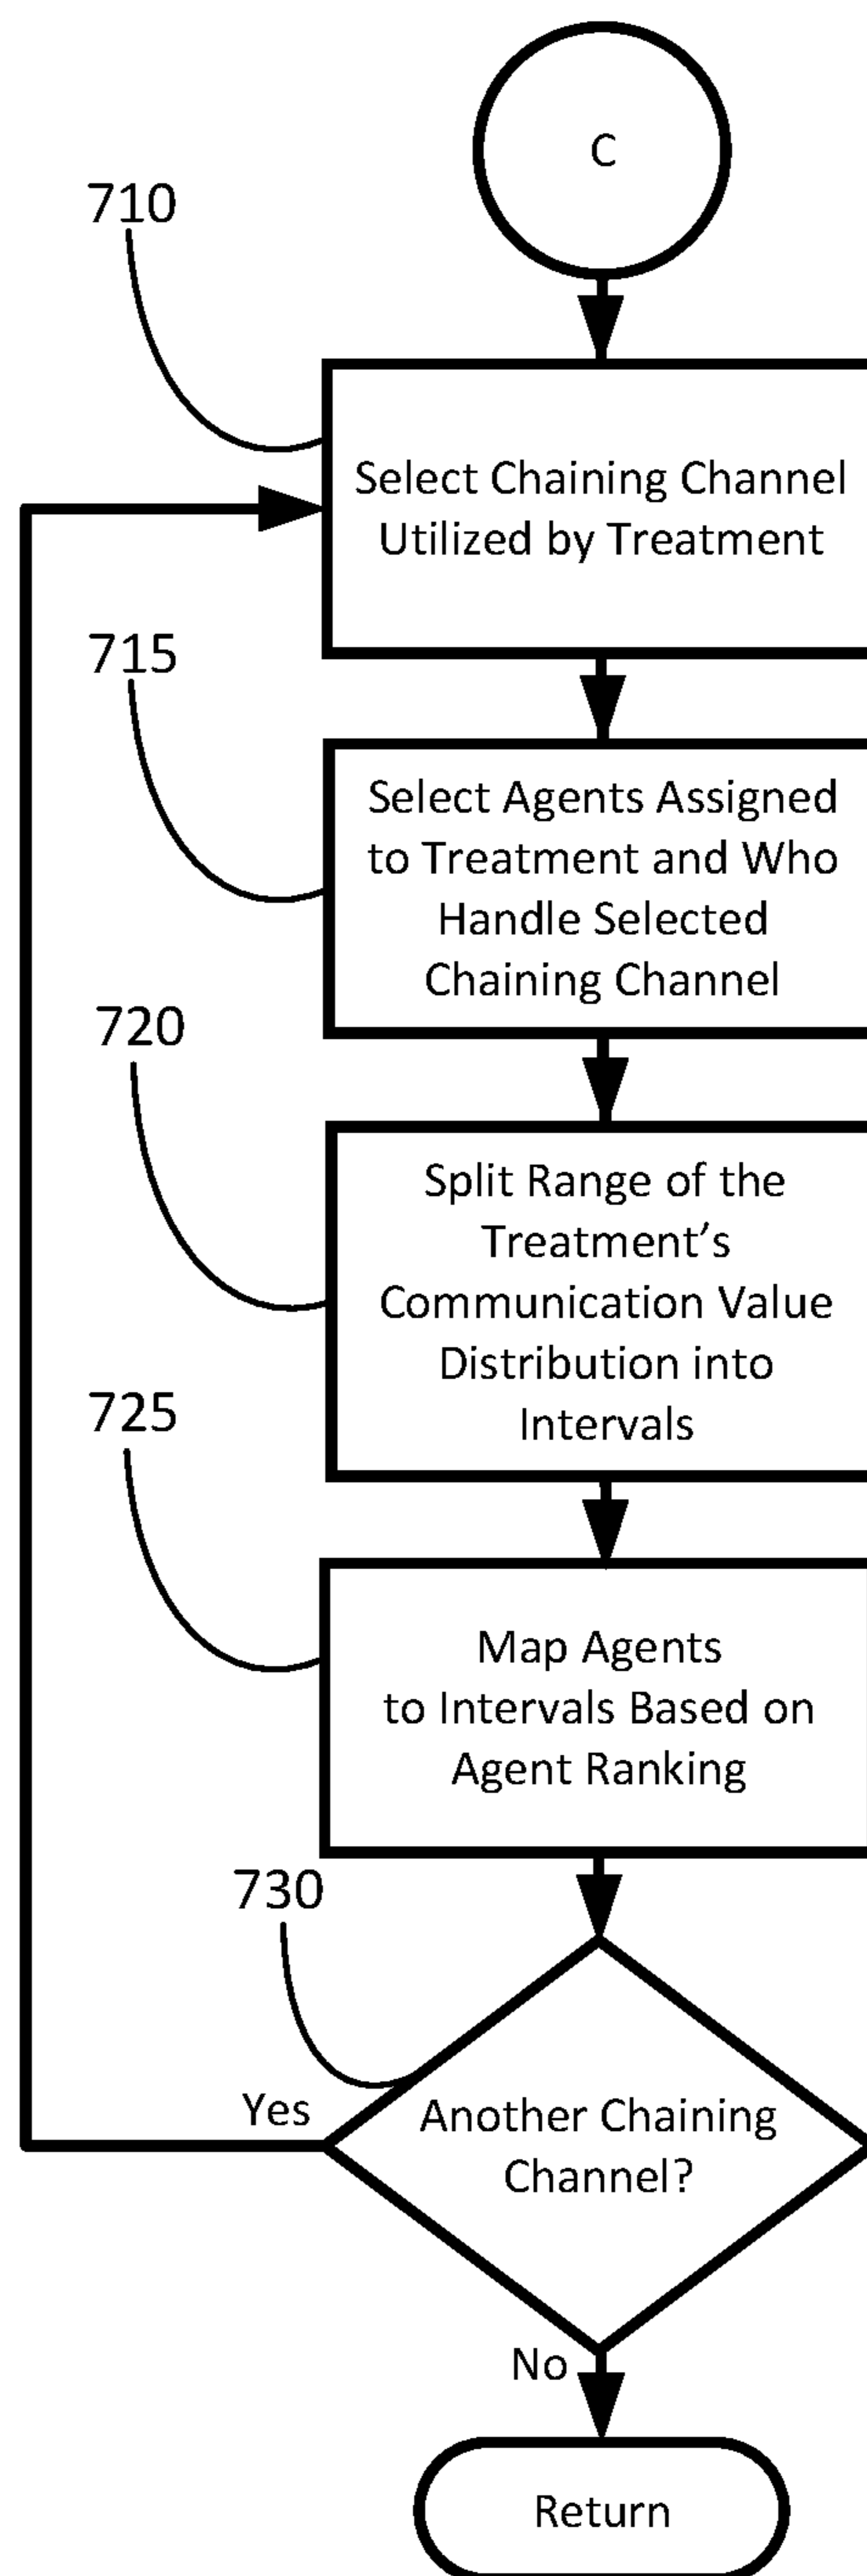 C
710
Select Chaining Channel
Utilized by Treatment
715
Select Agents Assigned
to Treatment and Who
Handle Selected
Chaining Channel
720
Split Range of the
Treatment’s
Communication Value
Distribution into
Intervals
725
Map Agents
to Intervals Based on
Agent Ranking
730
Yes
Another Chaining
Channel?
No
Return